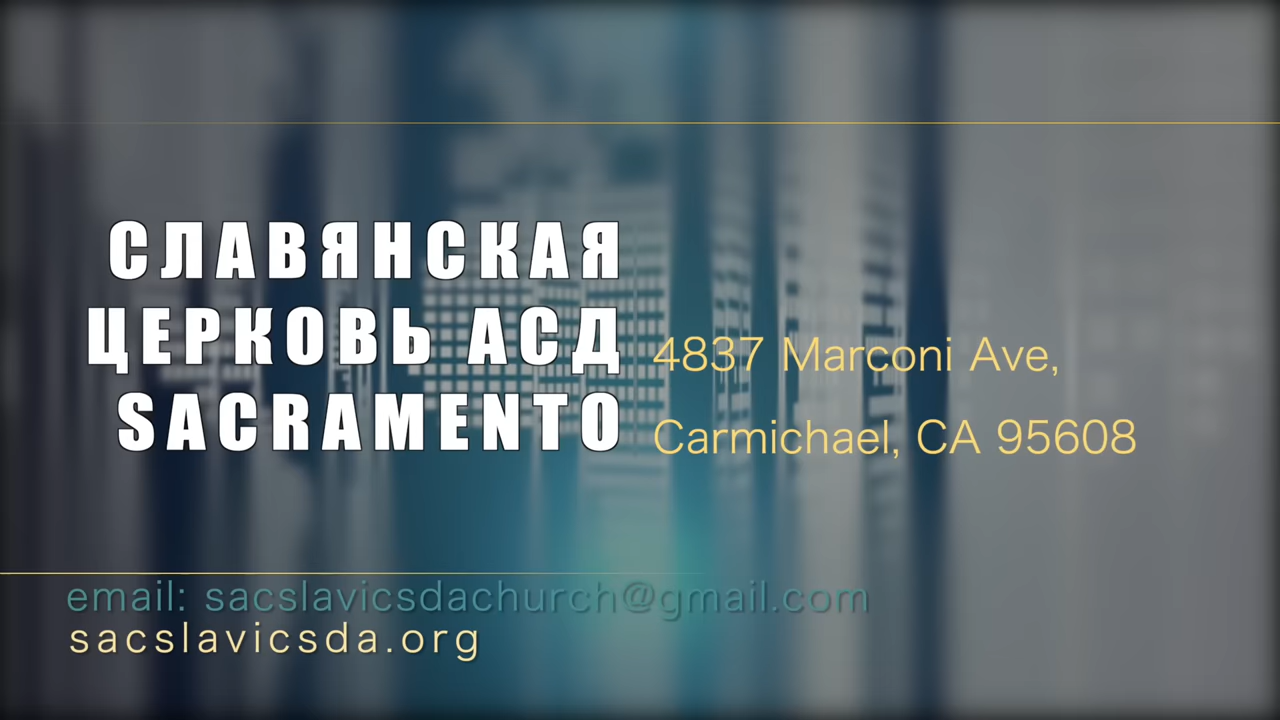 СЛАВЯНСКАЯ
ЦЕРКОВЬ АСД
SACRAMENTO
4837 Marconi Ave,
Carmichael, CA 95608
email: sacslavicsdachurch@gmail.com
sacslavicsda.org